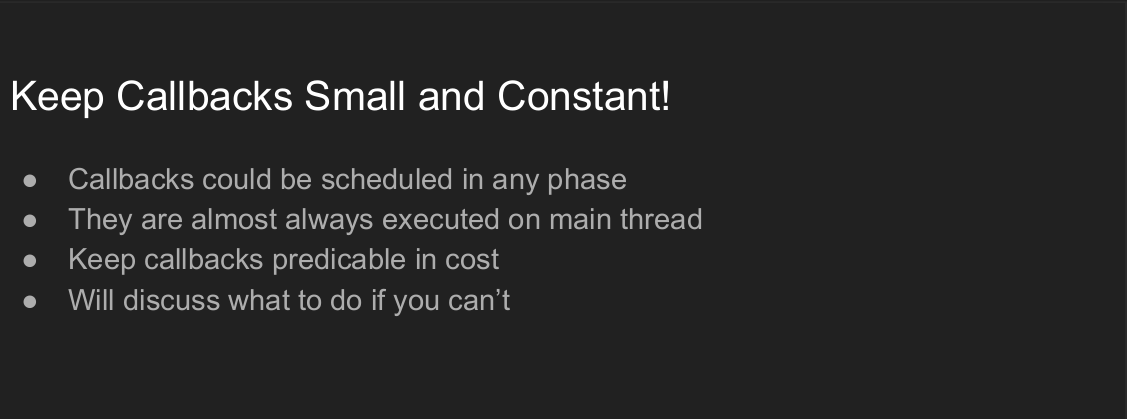 Keep Callbacks Small and Constant!
● Callbacks could be scheduled in any phase
● They are almost always executed on main thread
● Keep callbacks predicable in cost
● Will discuss what to do if you can’t